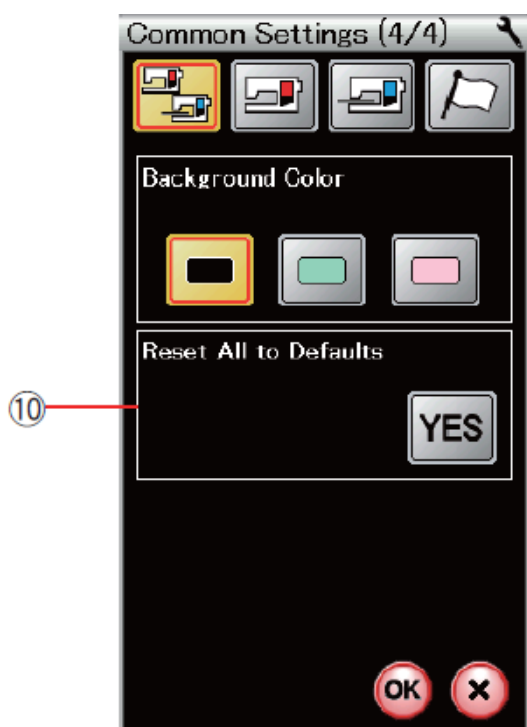 Common Settings (4/4)
Background Color
Reset All to Defaults
⑩
YES
OK